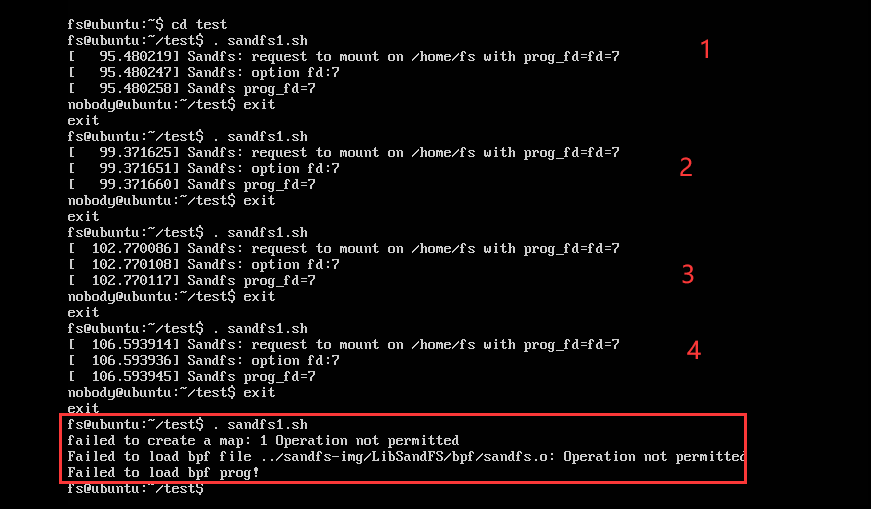 fs@ubuntu:~$ cd test
fs@ubuntu:~/test$ . sandfs1.sh
[   95.480219] Sandfs: request to mount on /home/fs with prog_fd=fd=7
[   95.480247] Sandfs: option fd:7
[   95.480258] Sandfs prog_fd=7
nobody@ubuntu:~/test$ exit
exit
1
fs@ubuntu:~/test$ . sandfs1.sh
[   99.371625] Sandfs: request to mount on /home/fs with prog_fd=fd=7
[   99.371651] Sandfs: option fd:7
[   99.371660] Sandfs prog_fd=7
nobody@ubuntu:~/test$ exit
exit
2
fs@ubuntu:~/test$ . sandfs1.sh
[  102.770086] Sandfs: request to mount on /home/fs with prog_fd=fd=7
[  102.770108] Sandfs: option fd:7
[  102.770117] Sandfs prog_fd=7
nobody@ubuntu:~/test$ exit
exit
3
fs@ubuntu:~/test$ . sandfs1.sh
[  106.593914] Sandfs: request to mount on /home/fs with prog_fd=fd=7
[  106.593936] Sandfs: option fd:7
[  106.593945] Sandfs prog_fd=7
nobody@ubuntu:~/test$ exit
exit
4
fs@ubuntu:~/test$ . sandfs1.sh
failed to create a map: 1 Operation not permitted
Failed to load bpf file ../sandfs-img/LibSandFS/bpf/sandfs.o: Operation not permitted
Failed to load bpf prog!
fs@ubuntu:~/test$